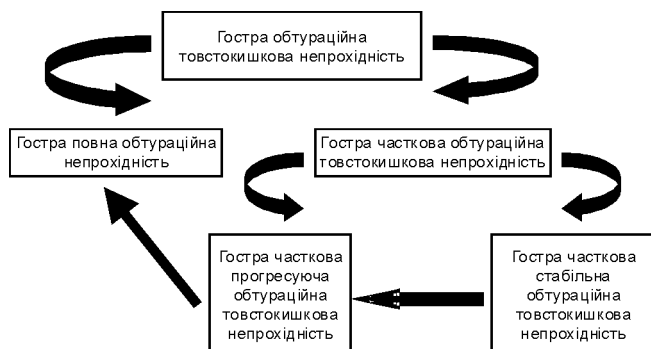 Гостра обтураційна
товстокишкова непрохідність
Гостра повна обтураційна
непрохідність
Гостра часткова обтураційна
товстокишкова непрохідність
Гостра часткова
прогресуюча
обтураційна
товстокишкова
непрохідність
Гостра часткова
стабільна
обтураційна
товстокишкова
непрохідність